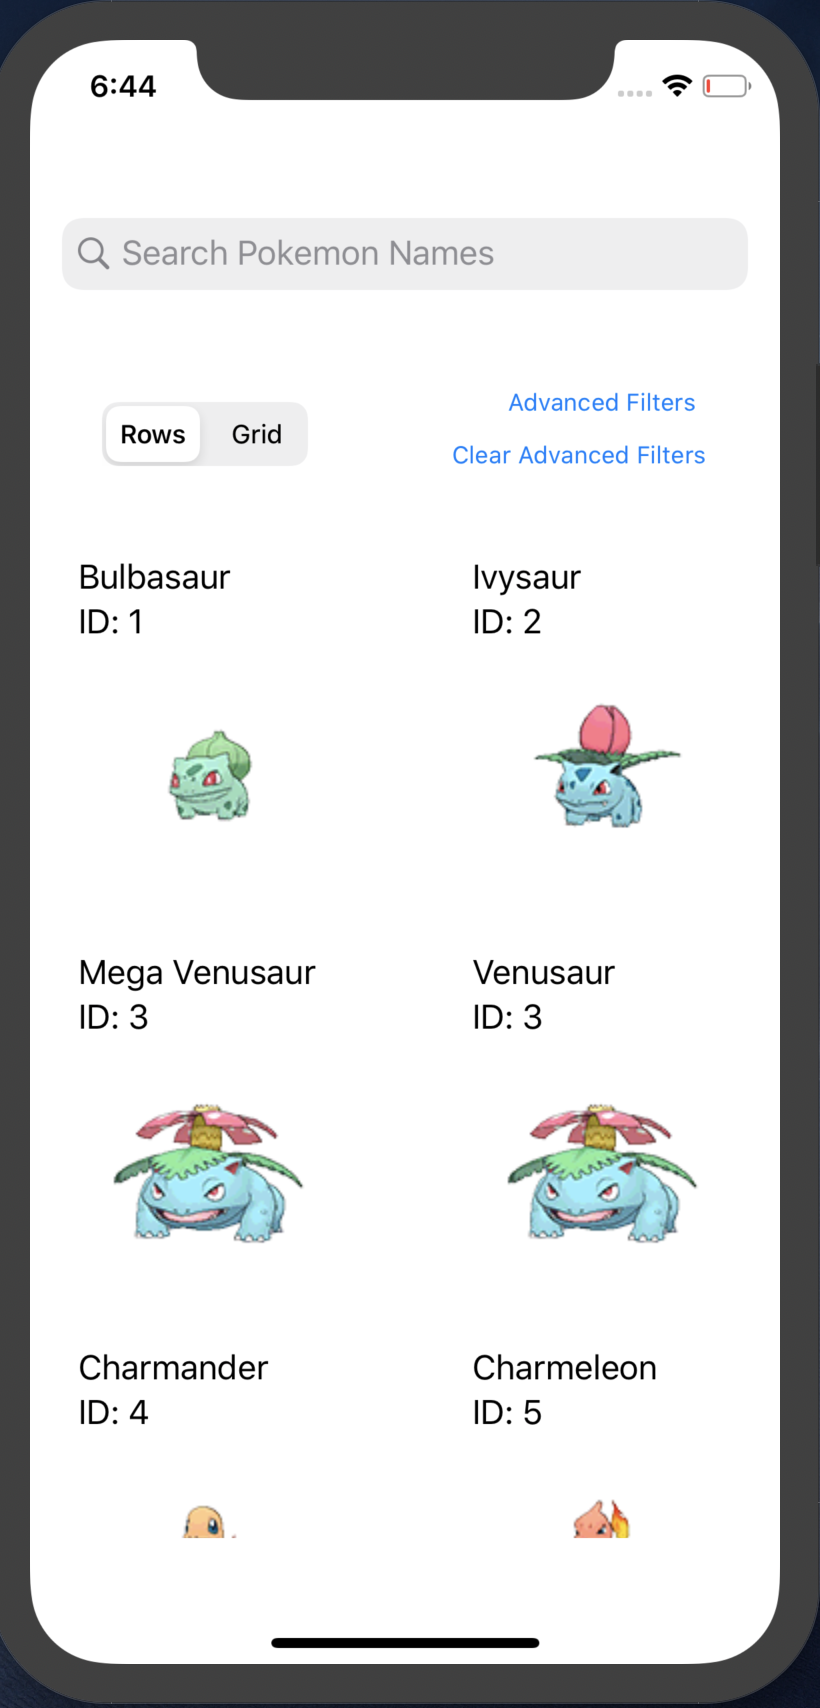 6:44
Search Pokemon Names
Advanced Filters
Rows Grid
Clear Advanced Filters
Bulbasaur
ID: 1
Ivysaur
ID: 2
Mega Venusaur
ID: 3
Venusaur
ID: 3
Charmander
ID: 4
Charmeleon
ID: 5